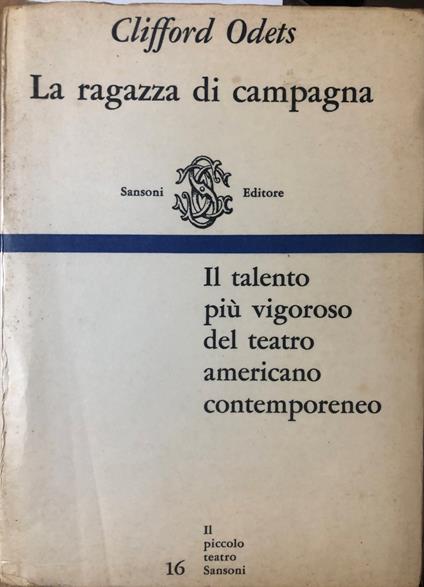 Clifford Odets
La ragazza di campagna
Sansoni Editore
Il talento
più vigoroso
del teatro
americano
contemporeneo
Il
piccolo
teatro
16 Sansoni